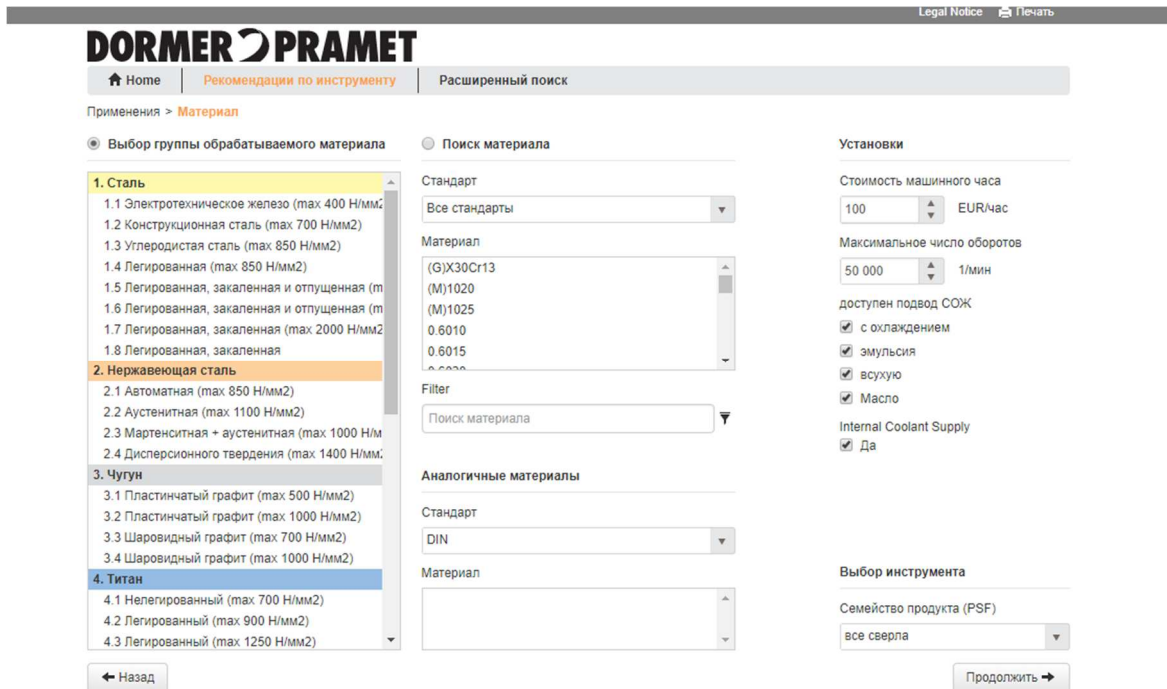 Legal Notice Печать
DORMER PRAMET
Home Рекомендации по инструменту Расширенный поиск
Применения > Материал
Выбор группы обрабатываемого материала
1. Сталь
1.1 Электротехническое железо (max 400 Н/мм2
1.2 Конструкционная сталь (max 700 Н/мм2)
1.3 Углеродистая сталь (max 850 Н/мм2)
1.4 Легированная (max 850 Н/мм2)
1.5 Легированная, закаленная и отпущенная (m
1.6 Легированная, закаленная и отпущенная (m
1.7 Легированная, закаленная (max 2000 Н/мм2
1.8 Легированная, закаленная
2. Нержавеющая сталь
2.1 Автоматная (max 850 Н/мм2)
2.2 Аустенитная (max 1100 Н/мм2)
2.3 Мартенситная + аустенитная (max 1000 Н/м
2.4 Дисперсионного твердения (max 1400 Н/мм2
3. Чугун
3.1 Пластинчатый графит (max 500 Н/мм2)
3.2 Пластинчатый графит (max 1000 Н/мм2)
3.3 Шаровидный графит (max 700 Н/мм2)
3.4 Шаровидный графит (max 1000 Н/мм2)
4. Титан
4.1 Нелегированный (max 700 Н/мм2)
4.2 Легированный (max 900 Н/мм2)
4.3 Легированный (max 1250 Н/мм2)
Назад
Поиск материала
Стандарт
Все стандарты
Материал
(G)X30Cr13
(M)1020
(M)1025
0.6010
0.6015
Filter
Поиск материала
Аналогичные материалы
Стандарт
DIN
Материал
Установки
Стоимость машинного часа
100 EUR/час
Максимальное число оборотов
50 000 1/мин
доступен подвод СОЖ
с охлаждением
эмульсия
всухую
Масло
Internal Coolant Supply
Да
Выбор инструмента
Семейство продукта (PSF)
все сверла
Продолжить